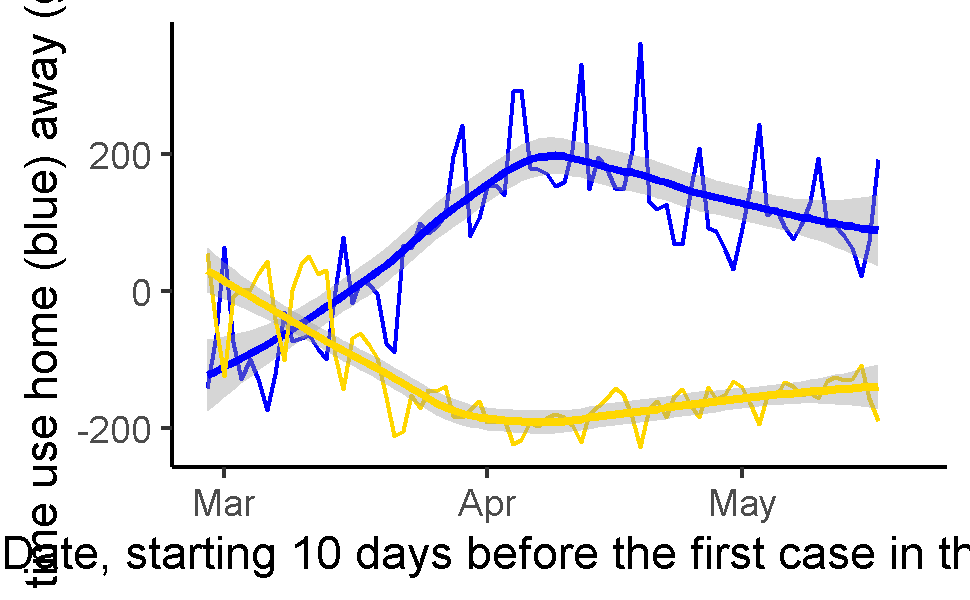 time use home (blue) away (
200
0
-200
Mar Apr May
Date, starting 10 days before the first case in th